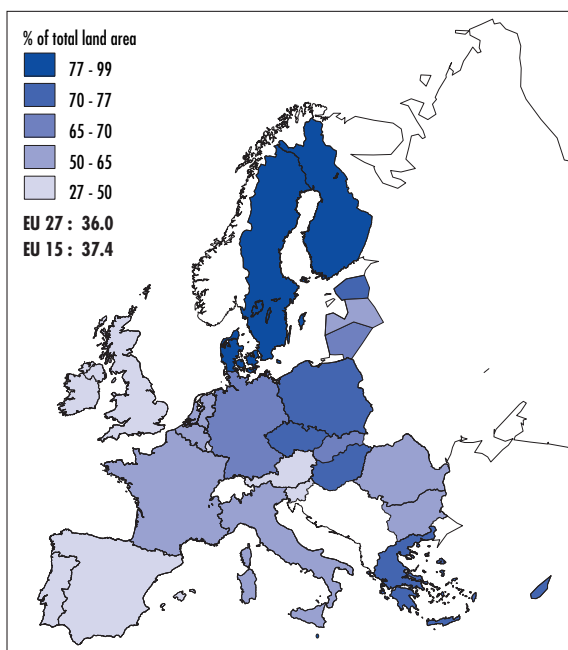 % of total land area
77 - 99
70 - 77
65 - 70
50 - 65
27 - 50
EU 27 : 36.0
EU 15 : 37.4